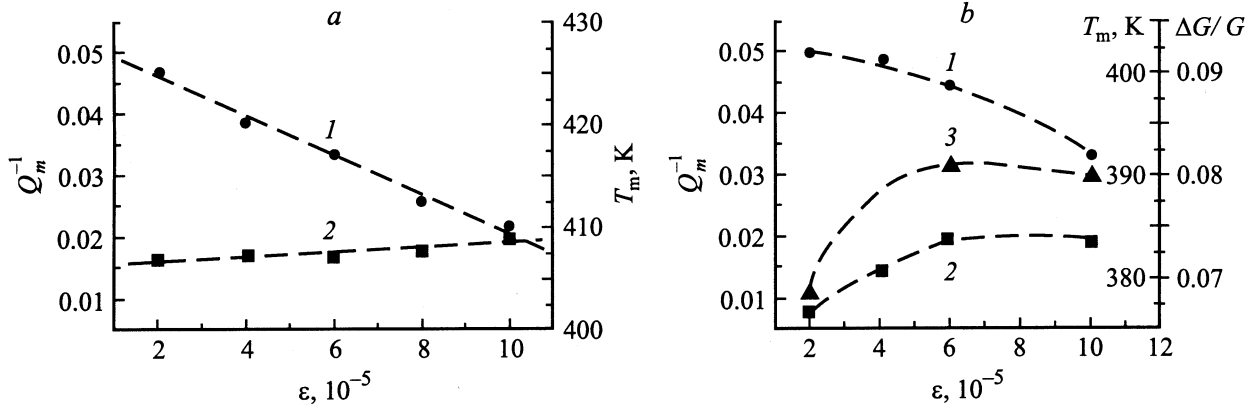 a
0.05
0.04
0.03
0.02
0.01
Q_m^{-1}
1
2
430
420
410
400
T_m, K
2 4 6 8 10
ε, 10^{-5}
b
0.05
0.04
0.03
0.02
0.01
Q_m^{-1}
1
3
2
T_m, K ΔG/ G
400 0.09
390 0.08
380 0.07
2 4 6 8 10 12
ε, 10^{-5}